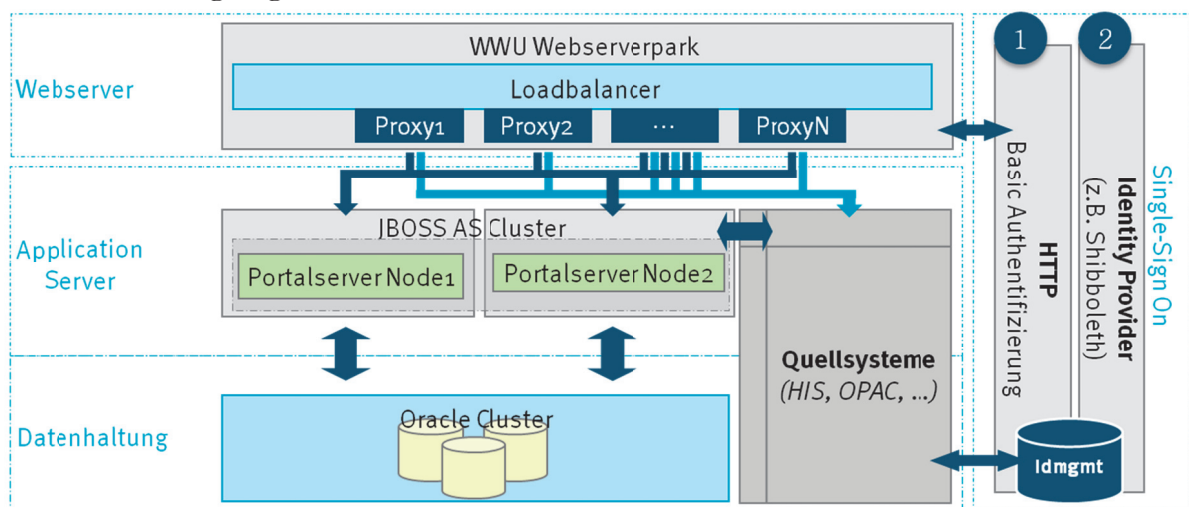 WWU Webserverpark
Webserver
Loadbalancer
Proxy1
Proxy2
...
ProxyN
Application
Server
JBOSS AS Cluster
Portalserver Node1
Portalserver Node2
Quellsysteme
(HIS, OPAC, ...)
Datenhaltung
Oracle Cluster
1
2
HTTP
Basic Authentifizierung
Identity Provider
(z.B. Shibboleth)
Single-Sign On
Idmgmt